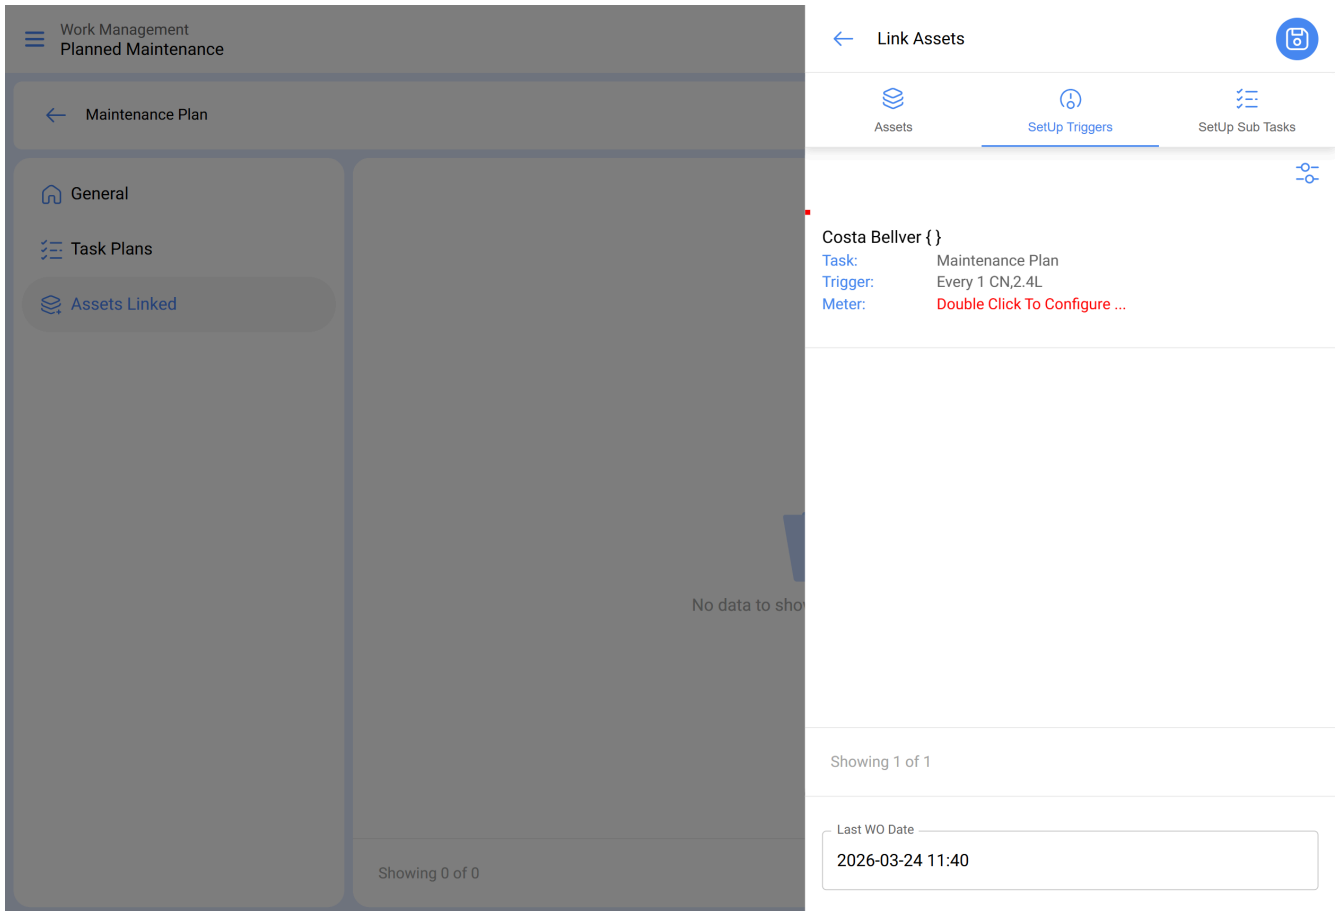 Work Management
Planned Maintenance
Maintenance Plan
General
Task Plans
Assets Linked
No data to sho
Showing 0 of 0
Link Assets
Assets
SetUp Triggers
SetUp Sub Tasks
Costa Bellver { }
Task: Maintenance Plan
Trigger: Every 1 CN,2.4L
Meter: Double Click To Configure ...
Showing 1 of 1
Last WO Date
2026-03-24 11:40